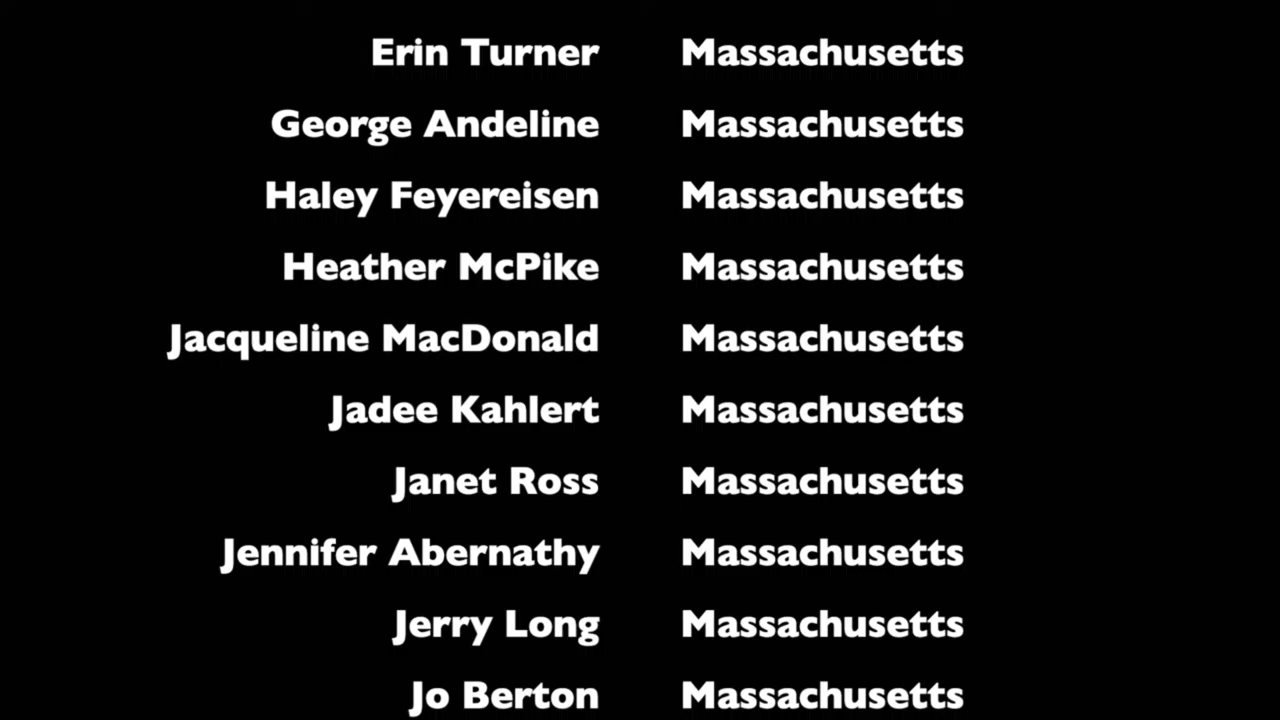 Erin Turner Massachusetts
George Andeline Massachusetts
Haley Feyereisen Massachusetts
Heather McPike Massachusetts
Jacqueline MacDonald Massachusetts
Jadee Kahlert Massachusetts
Janet Ross Massachusetts
Jennifer Abernathy Massachusetts
Jerry Long Massachusetts
Jo Berton Massachusetts